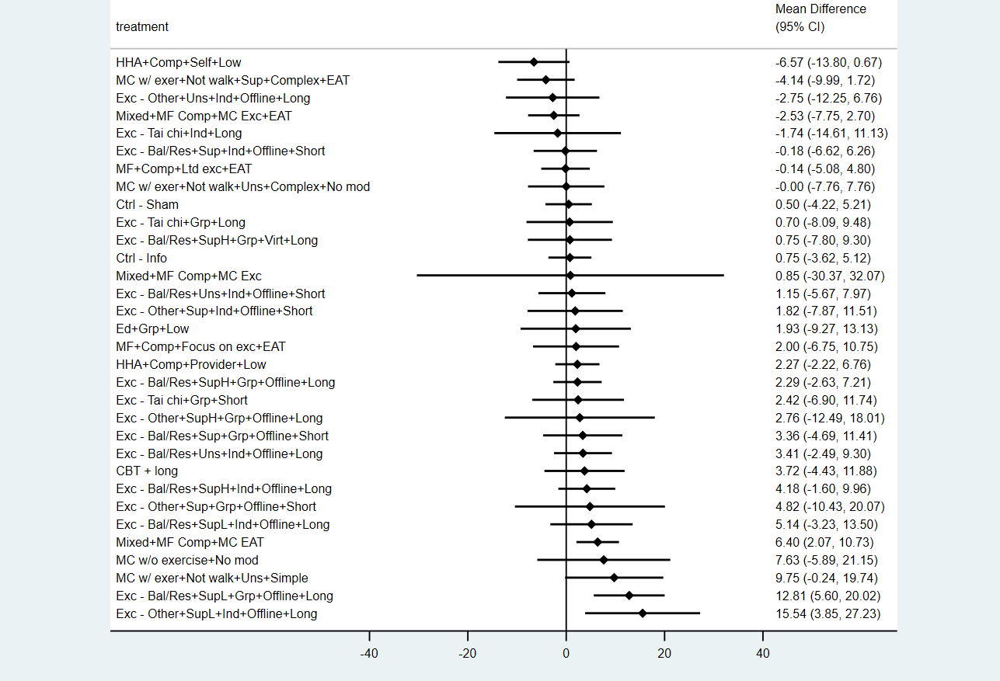 Mean Difference
treatment (95% CI)
HHA+Comp+Self+Low -6.57 (-13.80, 0.67)
MC w/ exer+Not walk+Sup+Complex+EAT -4.14 (-9.99, 1.72)
Exc - Other+Uns+Ind+Offline+Long -2.75 (-12.25, 6.76)
Mixed+MF Comp+MC Exc+EAT -2.53 (-7.75, 2.70)
Exc - Tai chi+Ind+Long -1.74 (-14.61, 11.13)
Exc - Bal/Res+Sup+Ind+Offline+Short -0.18 (-6.62, 6.26)
MF+Comp+Ltd exc+EAT -0.14 (-5.08, 4.80)
MC w/ exer+Not walk+Uns+Complex+No mod -0.00 (-7.76, 7.76)
Ctrl - Sham 0.50 (-4.22, 5.21)
Exc - Tai chi+Grp+Long 0.70 (-8.09, 9.48)
Exc - Bal/Res+SupH+Grp+Virt+Long 0.75 (-7.80, 9.30)
Ctrl - Info 0.75 (-3.62, 5.12)
Mixed+MF Comp+MC Exc 0.85 (-30.37, 32.07)
Exc - Bal/Res+Uns+Ind+Offline+Short 1.15 (-5.67, 7.97)
Exc - Other+Sup+Ind+Offline+Short 1.82 (-7.87, 11.51)
Ed+Grp+Low 1.93 (-9.27, 13.13)
MF+Comp+Focus on exc+EAT 2.00 (-6.75, 10.75)
HHA+Comp+Provider+Low 2.27 (-2.22, 6.76)
Exc - Bal/Res+SupH+Grp+Offline+Long 2.29 (-2.63, 7.21)
Exc - Tai chi+Grp+Short 2.42 (-6.90, 11.74)
Exc - Other+SupH+Grp+Offline+Long 2.76 (-12.49, 18.01)
Exc - Bal/Res+Sup+Grp+Offline+Short 3.36 (-4.69, 11.41)
Exc - Bal/Res+Uns+Ind+Offline+Long 3.41 (-2.49, 9.30)
CBT + long 3.72 (-4.43, 11.88)
Exc - Bal/Res+SupH+Ind+Offline+Long 4.18 (-1.60, 9.96)
Exc - Other+Sup+Grp+Offline+Short 4.82 (-10.43, 20.07)
Exc - Bal/Res+SupL+Ind+Offline+Long 5.14 (-3.23, 13.50)
Mixed+MF Comp+MC EAT 6.40 (2.07, 10.73)
MC w/o exercise+No mod 7.63 (-5.89, 21.15)
MC w/ exer+Not walk+Uns+Simple 9.75 (-0.24, 19.74)
Exc - Bal/Res+SupL+Grp+Offline+Long 12.81 (5.60, 20.02)
Exc - Other+SupL+Ind+Offline+Long 15.54 (3.85, 27.23)
-40 -20 0 20 40